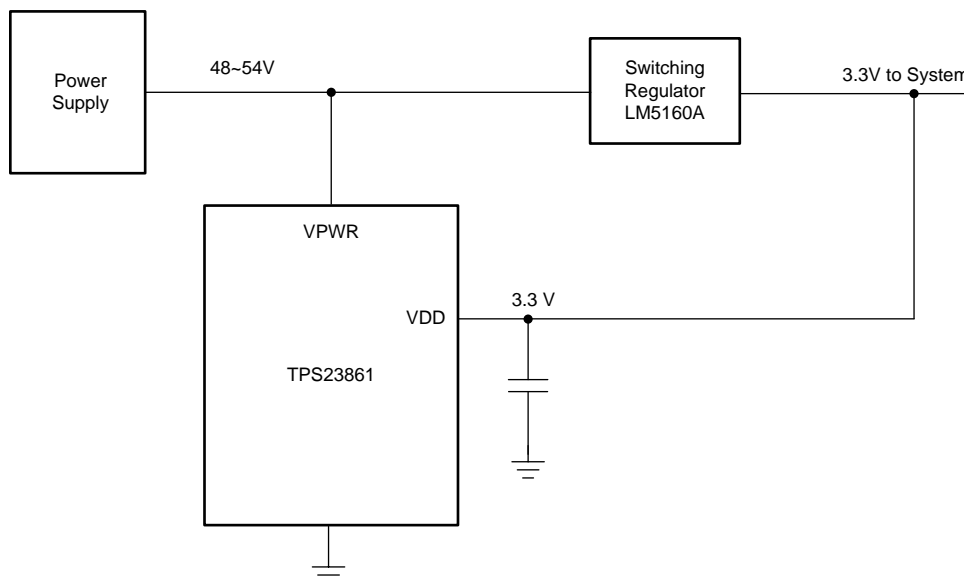 Power
Supply
48~54V
Switching
Regulator
LM5160A
3.3V to System
VPWR
VDD
3.3 V
TPS23861